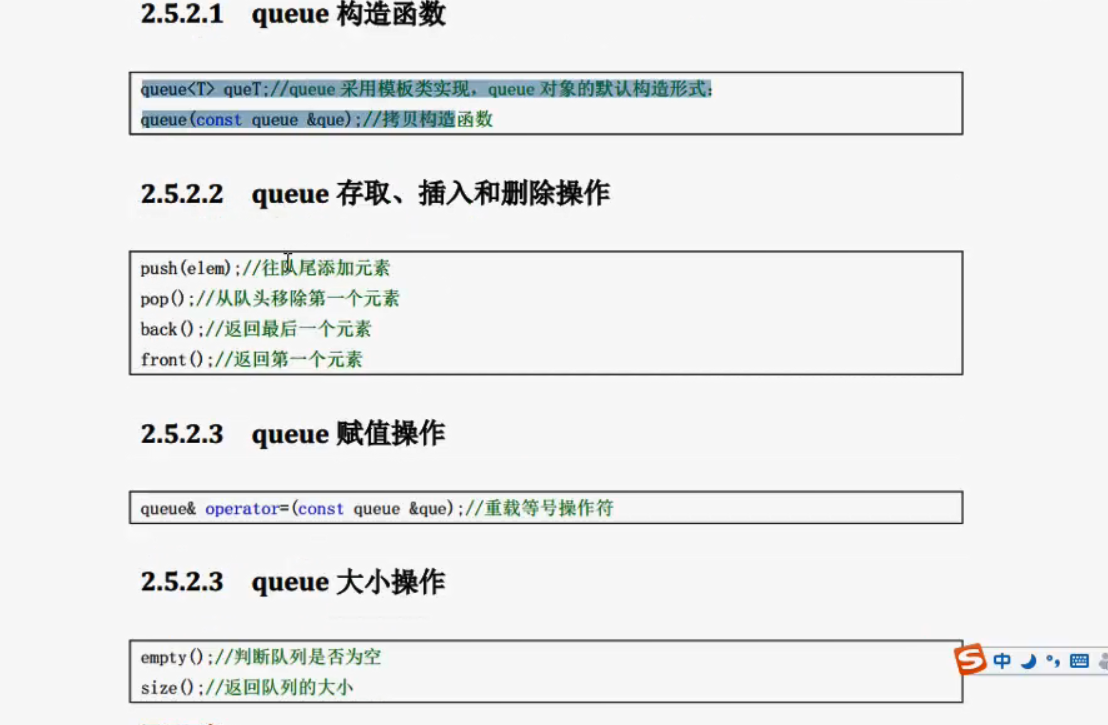 2.5.2.1 queue 构造函数
queue<T> queT;//queue 采用模板类实现，queue 对象的默认构造形式：
queue(const queue &que);//拷贝构造函数
2.5.2.2 queue 存取、插入和删除操作
push(elem);//往队尾添加元素
pop();//从队头移除第一个元素
back();//返回最后一个元素
front();//返回第一个元素
2.5.2.3 queue 赋值操作
queue& operator=(const queue &que);//重载等号操作符
2.5.2.3 queue 大小操作
empty();//判断队列是否为空
size();//返回队列的大小
中